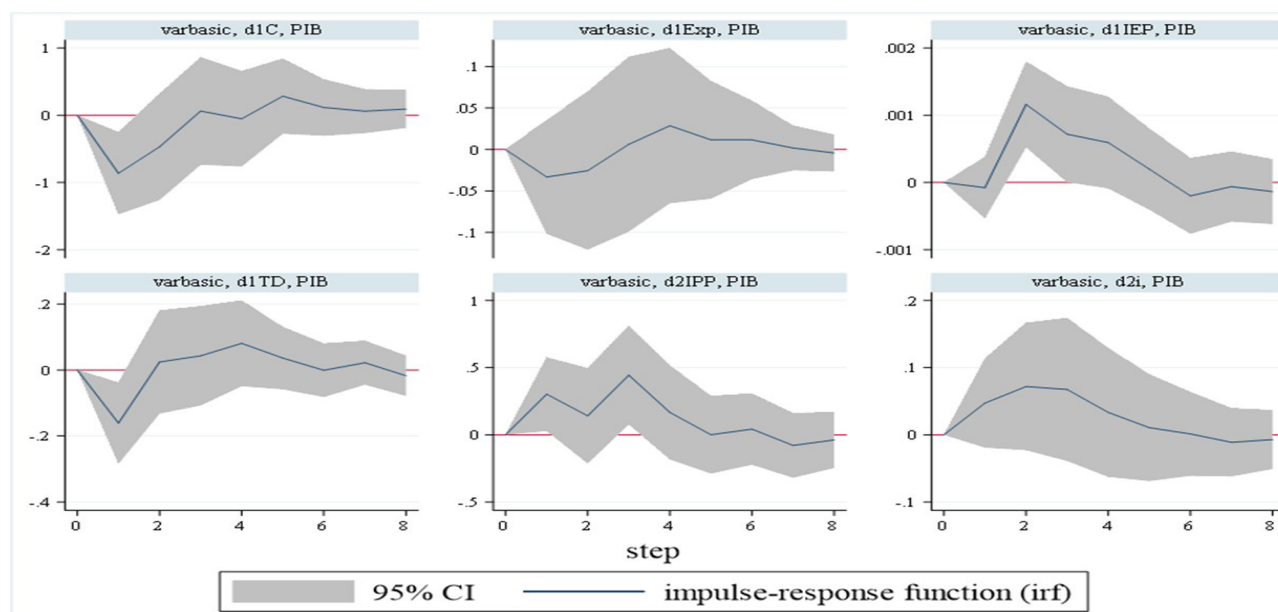 varbasic, d1C, PIB
1
0
-1
-2
varbasic, d1Exp, PIB
.1
.05
0
-.05
-.1
varbasic, d1IEP, PIB
.002
.001
0
-.001
varbasic, d1TD, PIB
.2
0
-.2
-.4
0 2 4 6 8
varbasic, d2IPP, PIB
1
.5
0
-.5
0 2 4 6 8
varbasic, d2i, PIB
.2
.1
0
-.1
0 2 4 6 8
step
95% CI impulse-response function (irf)